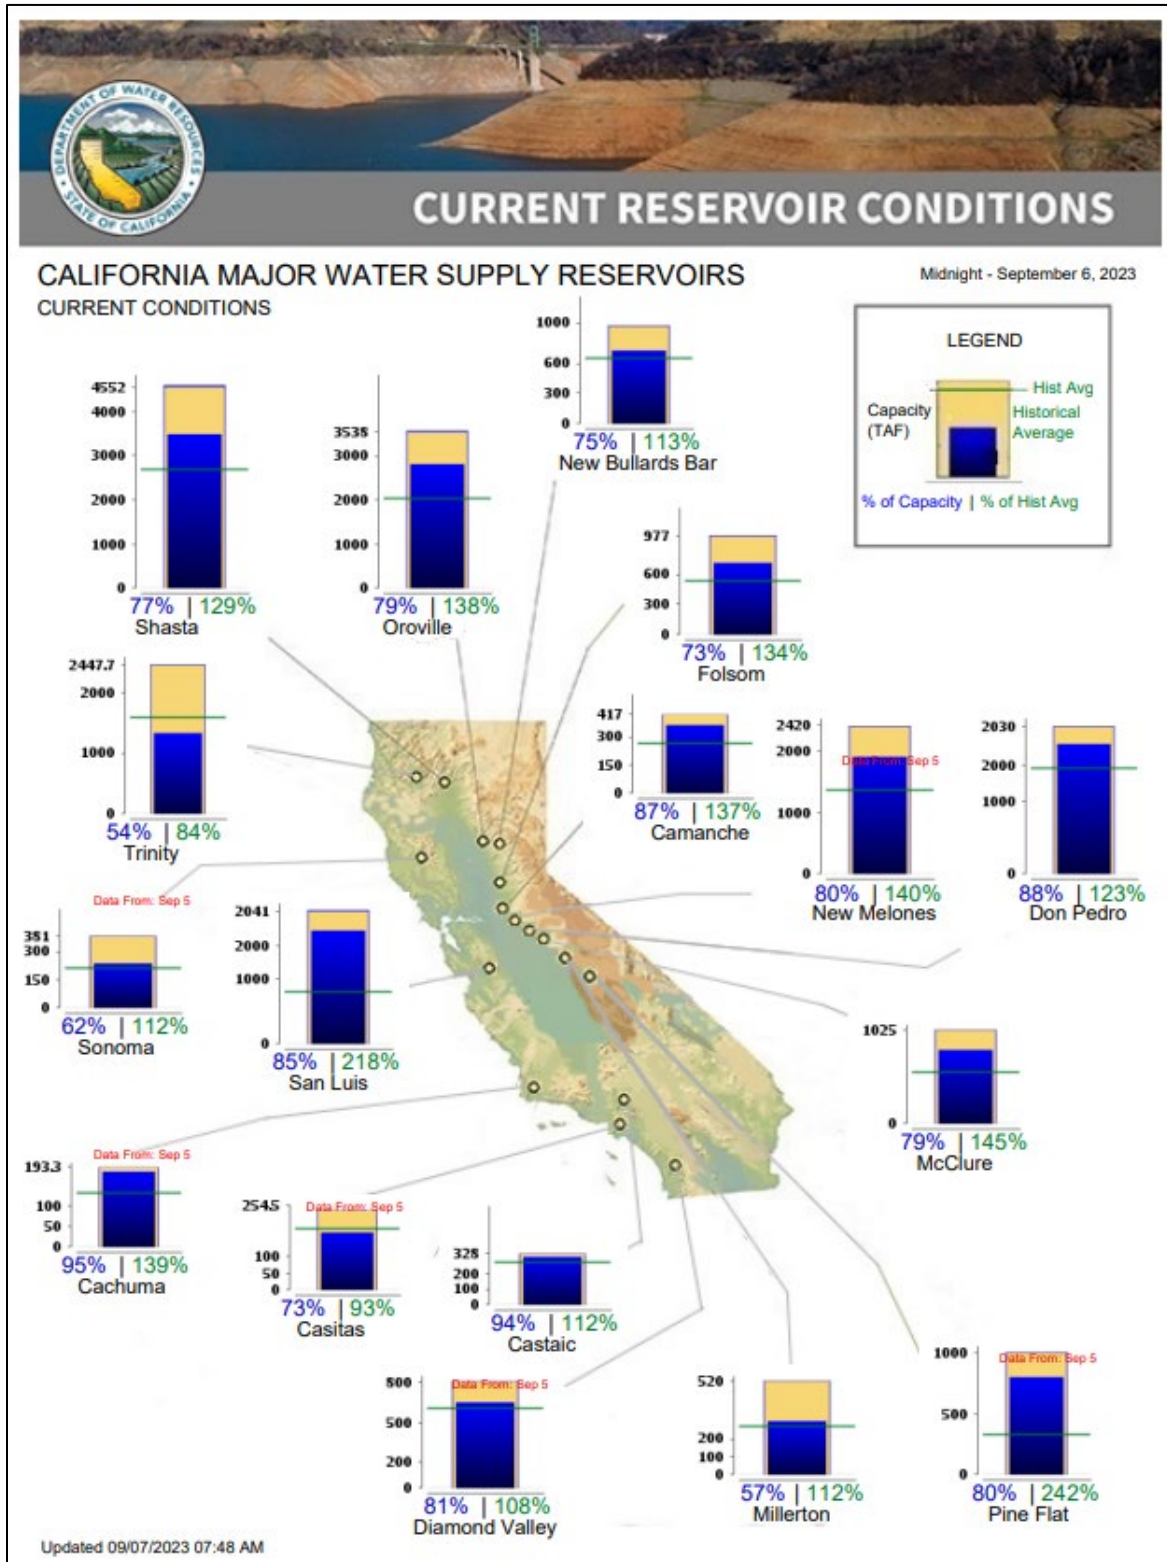 DEPARTMENT OF WATER RESOURCES
STATE OF CALIFORNIA
CURRENT RESERVOIR CONDITIONS
CALIFORNIA MAJOR WATER SUPPLY RESERVOIRS
Midnight - September 6, 2023
CURRENT CONDITIONS
LEGEND
Hist Avg
Capacity
(TAF)
Historical
Average
% of Capacity | % of Hist Avg
4552
4000
3000
2000
1000
0
77% | 129%
Shasta
3538
3000
2000
1000
0
79% | 138%
Oroville
1000
600
300
0
75% | 113%
New Bullards Bar
977
600
300
0
73% | 134%
Folsom
2447.7
2000
1000
0
54% | 84%
Trinity
417
300
150
0
87% | 137%
Camanche
2420
2000
1000
0
Data From: Sep 5
80% | 140%
New Melones
2030
2000
1000
0
88% | 123%
Don Pedro
Data From: Sep 5
381
300
150
0
62% | 112%
Sonoma
2041
2000
1000
0
85% | 218%
San Luis
1025
0
79% | 145%
McClure
Data From: Sep 5
193.3
100
50
0
95% | 139%
Cachuma
254.5
Data From: Sep 5
100
50
0
73% | 93%
Casitas
328
200
100
0
94% | 112%
Castaic
800
Data From: Sep 5
500
200
0
81% | 108%
Diamond Valley
520
200
100
0
57% | 112%
Millerton
1000
Data From: Sep 5
500
0
80% | 242%
Pine Flat
Updated 09/07/2023 07:48 AM